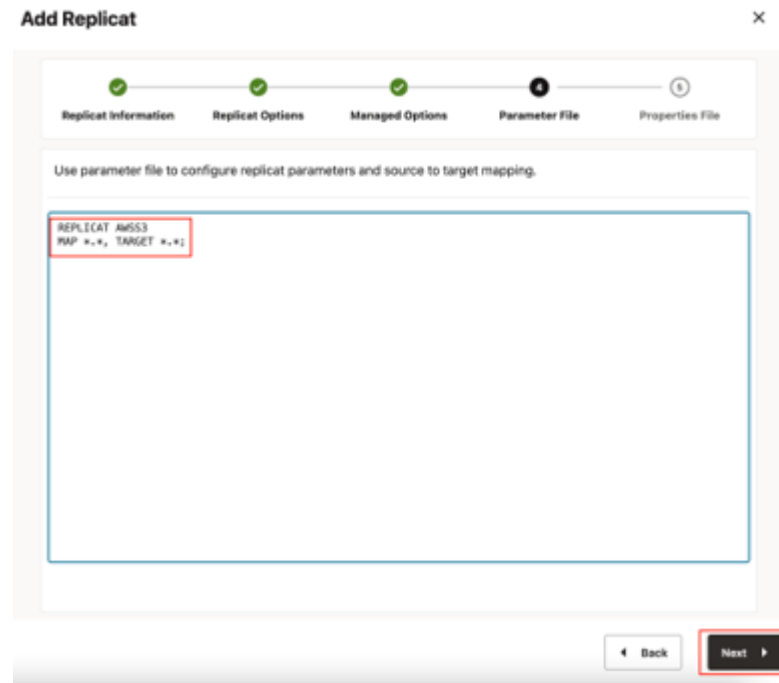 Add Replicat
×
4
5
Replicat Information
Replicat Options
Managed Options
Parameter File
Properties File
Use parameter file to configure replicat parameters and source to target mapping.
REPLICAT AWSS3
MAP *.*, TARGET *.*;
Back
Next